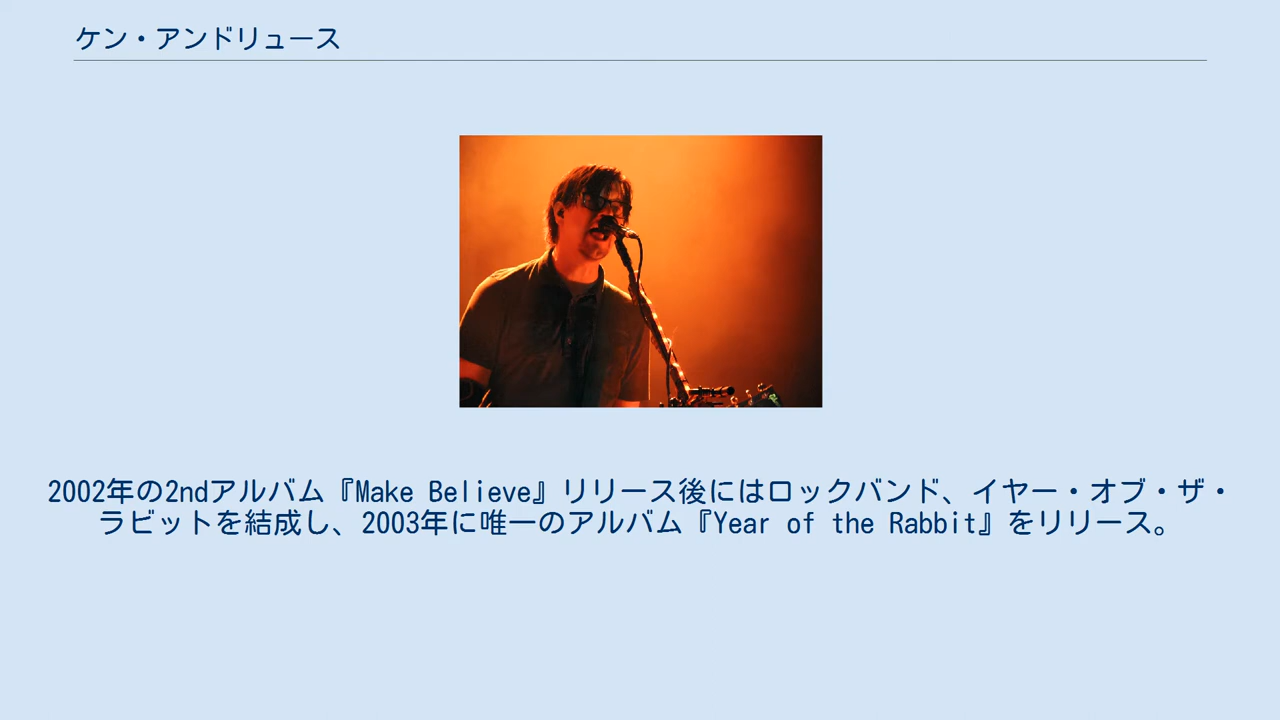 ケン・アンドリュース
2002年の2ndアルバム『Make Believe』リリース後にはロックバンド、イヤー・オブ・ザ・
ラビットを結成し、2003年に唯一のアルバム『Year of the Rabbit』をリリース。